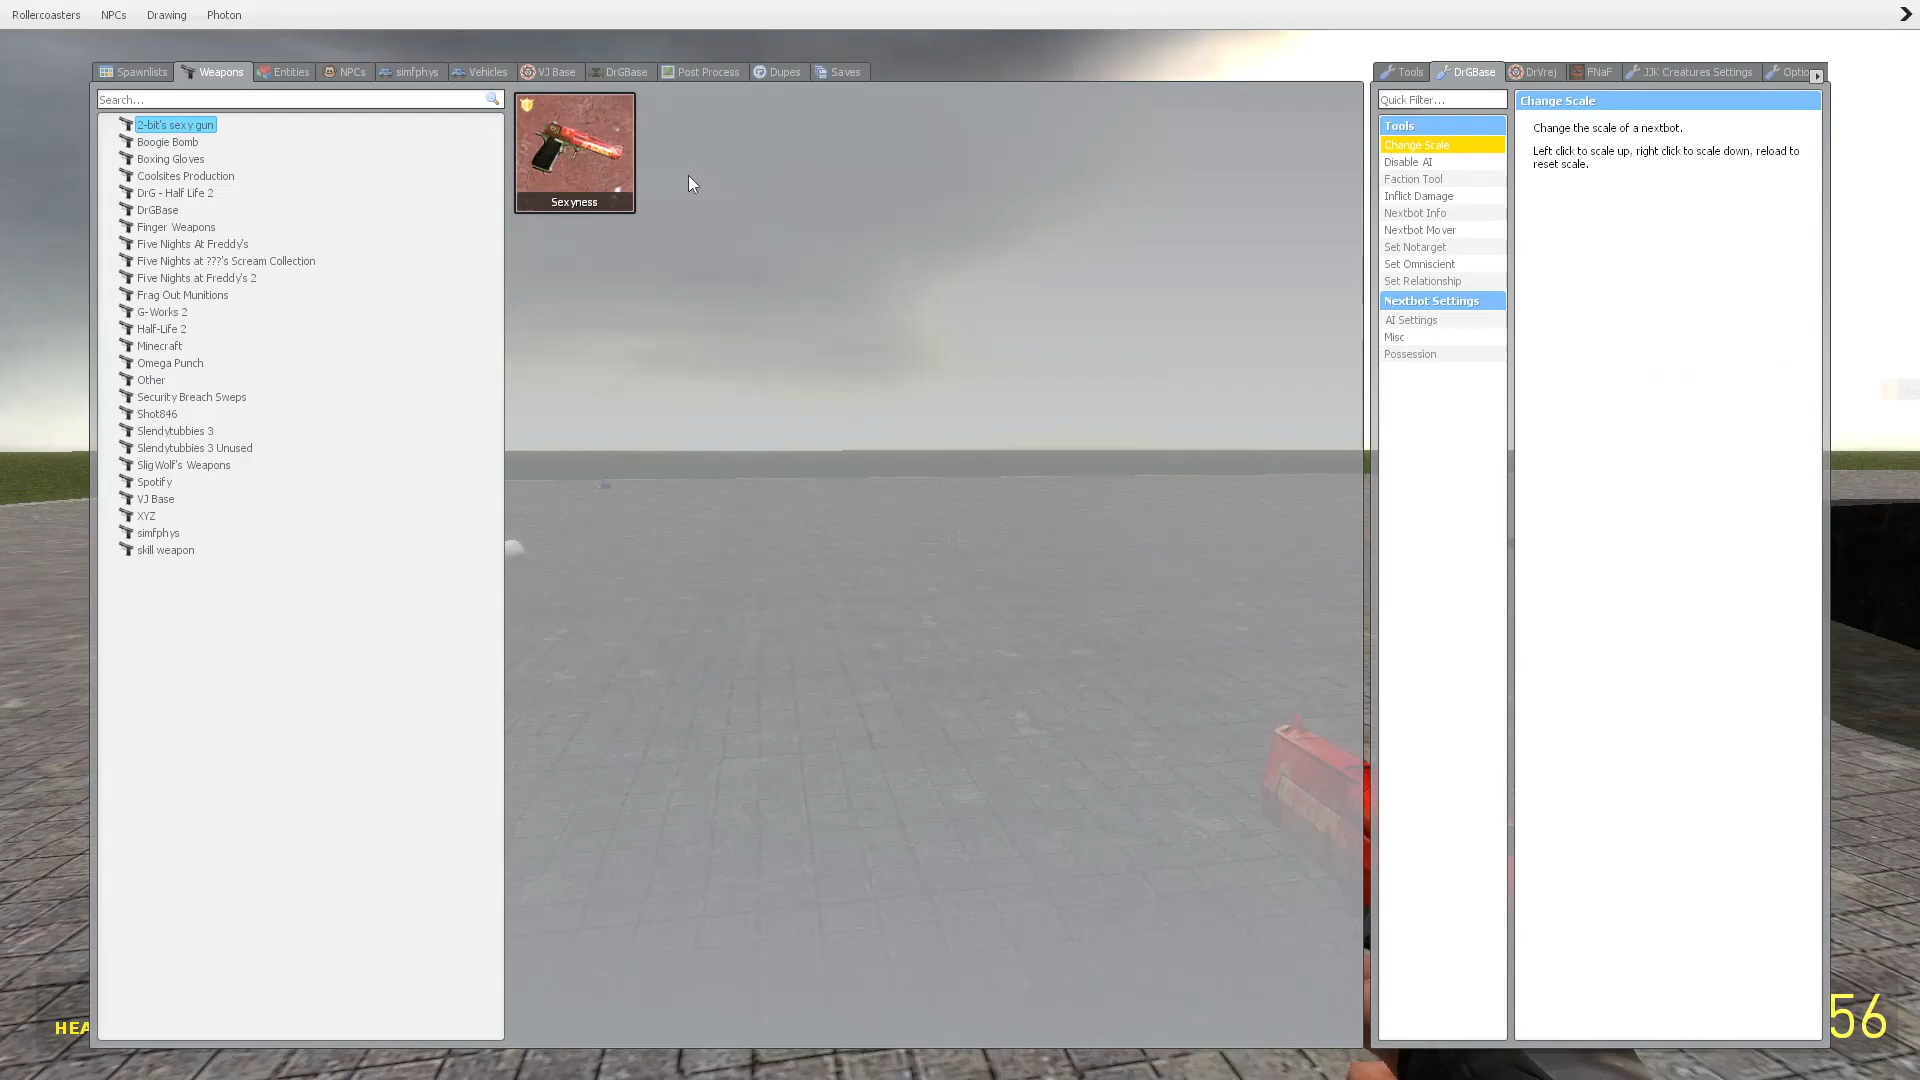 Rollercoasters NPCs Drawing Photon
Spawnlists Weapons Entities NPCs simfphys Vehicles VJ Base DrGBase Post Process Dupes Saves
Search...
2-bit's sexy gun
Boogie Bomb
Boxing Gloves
Coolsites Production
DrG - Half Life 2
DrGBase
Finger Weapons
Five Nights At Freddy's
Five Nights at ???'s Scream Collection
Five Nights at Freddy's 2
Frag Out Munitions
G-Works 2
Half-Life 2
Minecraft
Omega Punch
Other
Security Breach Sweps
Shot846
Slendytubbies 3
Slendytubbies 3 Unused
SligWolf's Weapons
Spotify
VJ Base
XYZ
simfphys
skill weapon
Sexyness
Tools DrGBase DrVrej FNaF JJK Creatures Settings Optio
Quick Filter...
Tools
Change Scale
Disable AI
Faction Tool
Inflict Damage
Nextbot Info
Nextbot Mover
Set Notarget
Set Omniscient
Set Relationship
Nextbot Settings
AI Settings
Misc
Possession
Change Scale
Change the scale of a nextbot.
Left click to scale up, right click to scale down, reload to
reset scale.
HEA
56